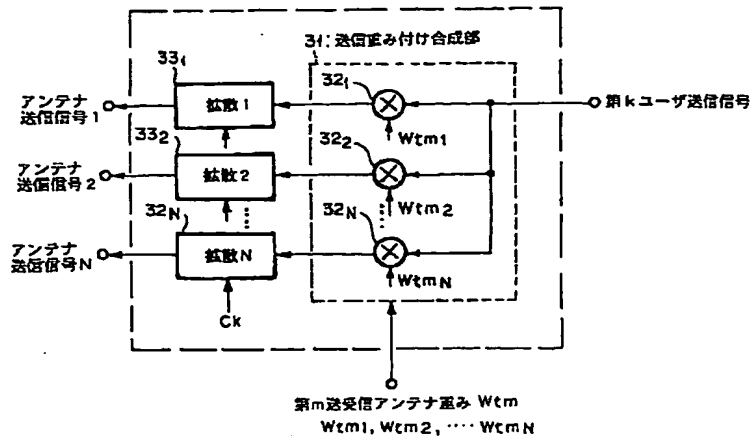 31:送信重み付け合成部
33₁
32₁
アンテナ
送信信号1
拡散1
第kユーザ送信信号
Wtm1
33₂
32₂
アンテナ
送信信号2
拡散2
Wtm2
32N
32N
アンテナ
送信信号N
拡散N
WtmN
Ck
第m送受信アンテナ重み Wtm
Wtm1, Wtm2, ···· WtmN